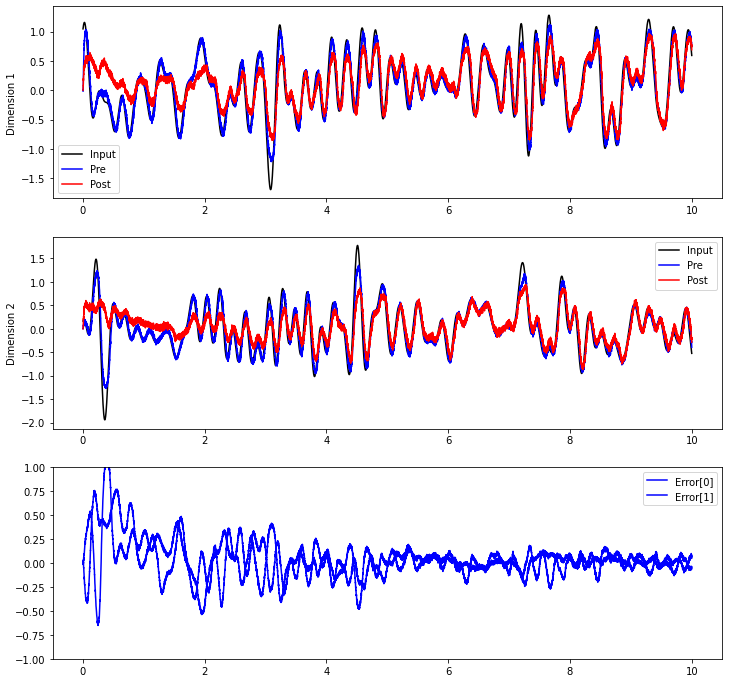 1.0
0.5
0.0
−0.5
−1.0
−1.5
Dimension 1
Input
Pre
Post
0 2 4 6 8 10
1.5
1.0
0.5
0.0
−0.5
−1.0
−1.5
−2.0
Dimension 2
Input
Pre
Post
0 2 4 6 8 10
1.00
0.75
0.50
0.25
0.00
−0.25
−0.50
−0.75
−1.00
Error[0]
Error[1]
0 2 4 6 8 10